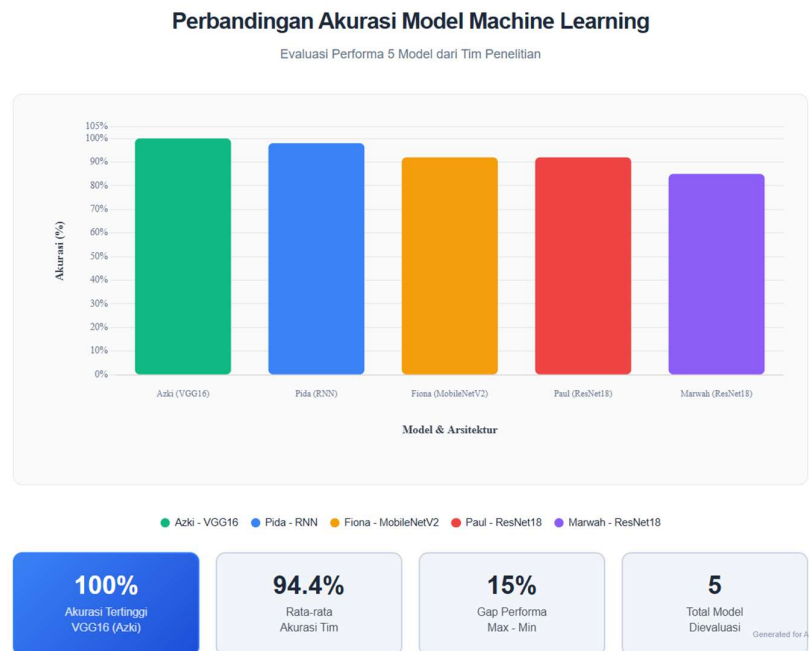 Perbandingan Akurasi Model Machine Learning
Evaluasi Performa 5 Model dari Tim Penelitian
105%
100%
90%
80%
70%
60%
50%
40%
30%
20%
10%
0%
Akurasi (%)
Azki (VGG16)
Pida (RNN)
Fiona (MobileNetV2)
Paul (ResNet18)
Marwah (ResNet18)
Model & Arsitektur
Azki - VGG16
Pida - RNN
Fiona - MobileNetV2
Paul - ResNet18
Marwah - ResNet18
100%
Akurasi Tertinggi
VGG16 (Azki)
94.4%
Rata-rata
Akurasi Tim
15%
Gap Performa
Max - Min
5
Total Model
Dievaluasi
Generated for A